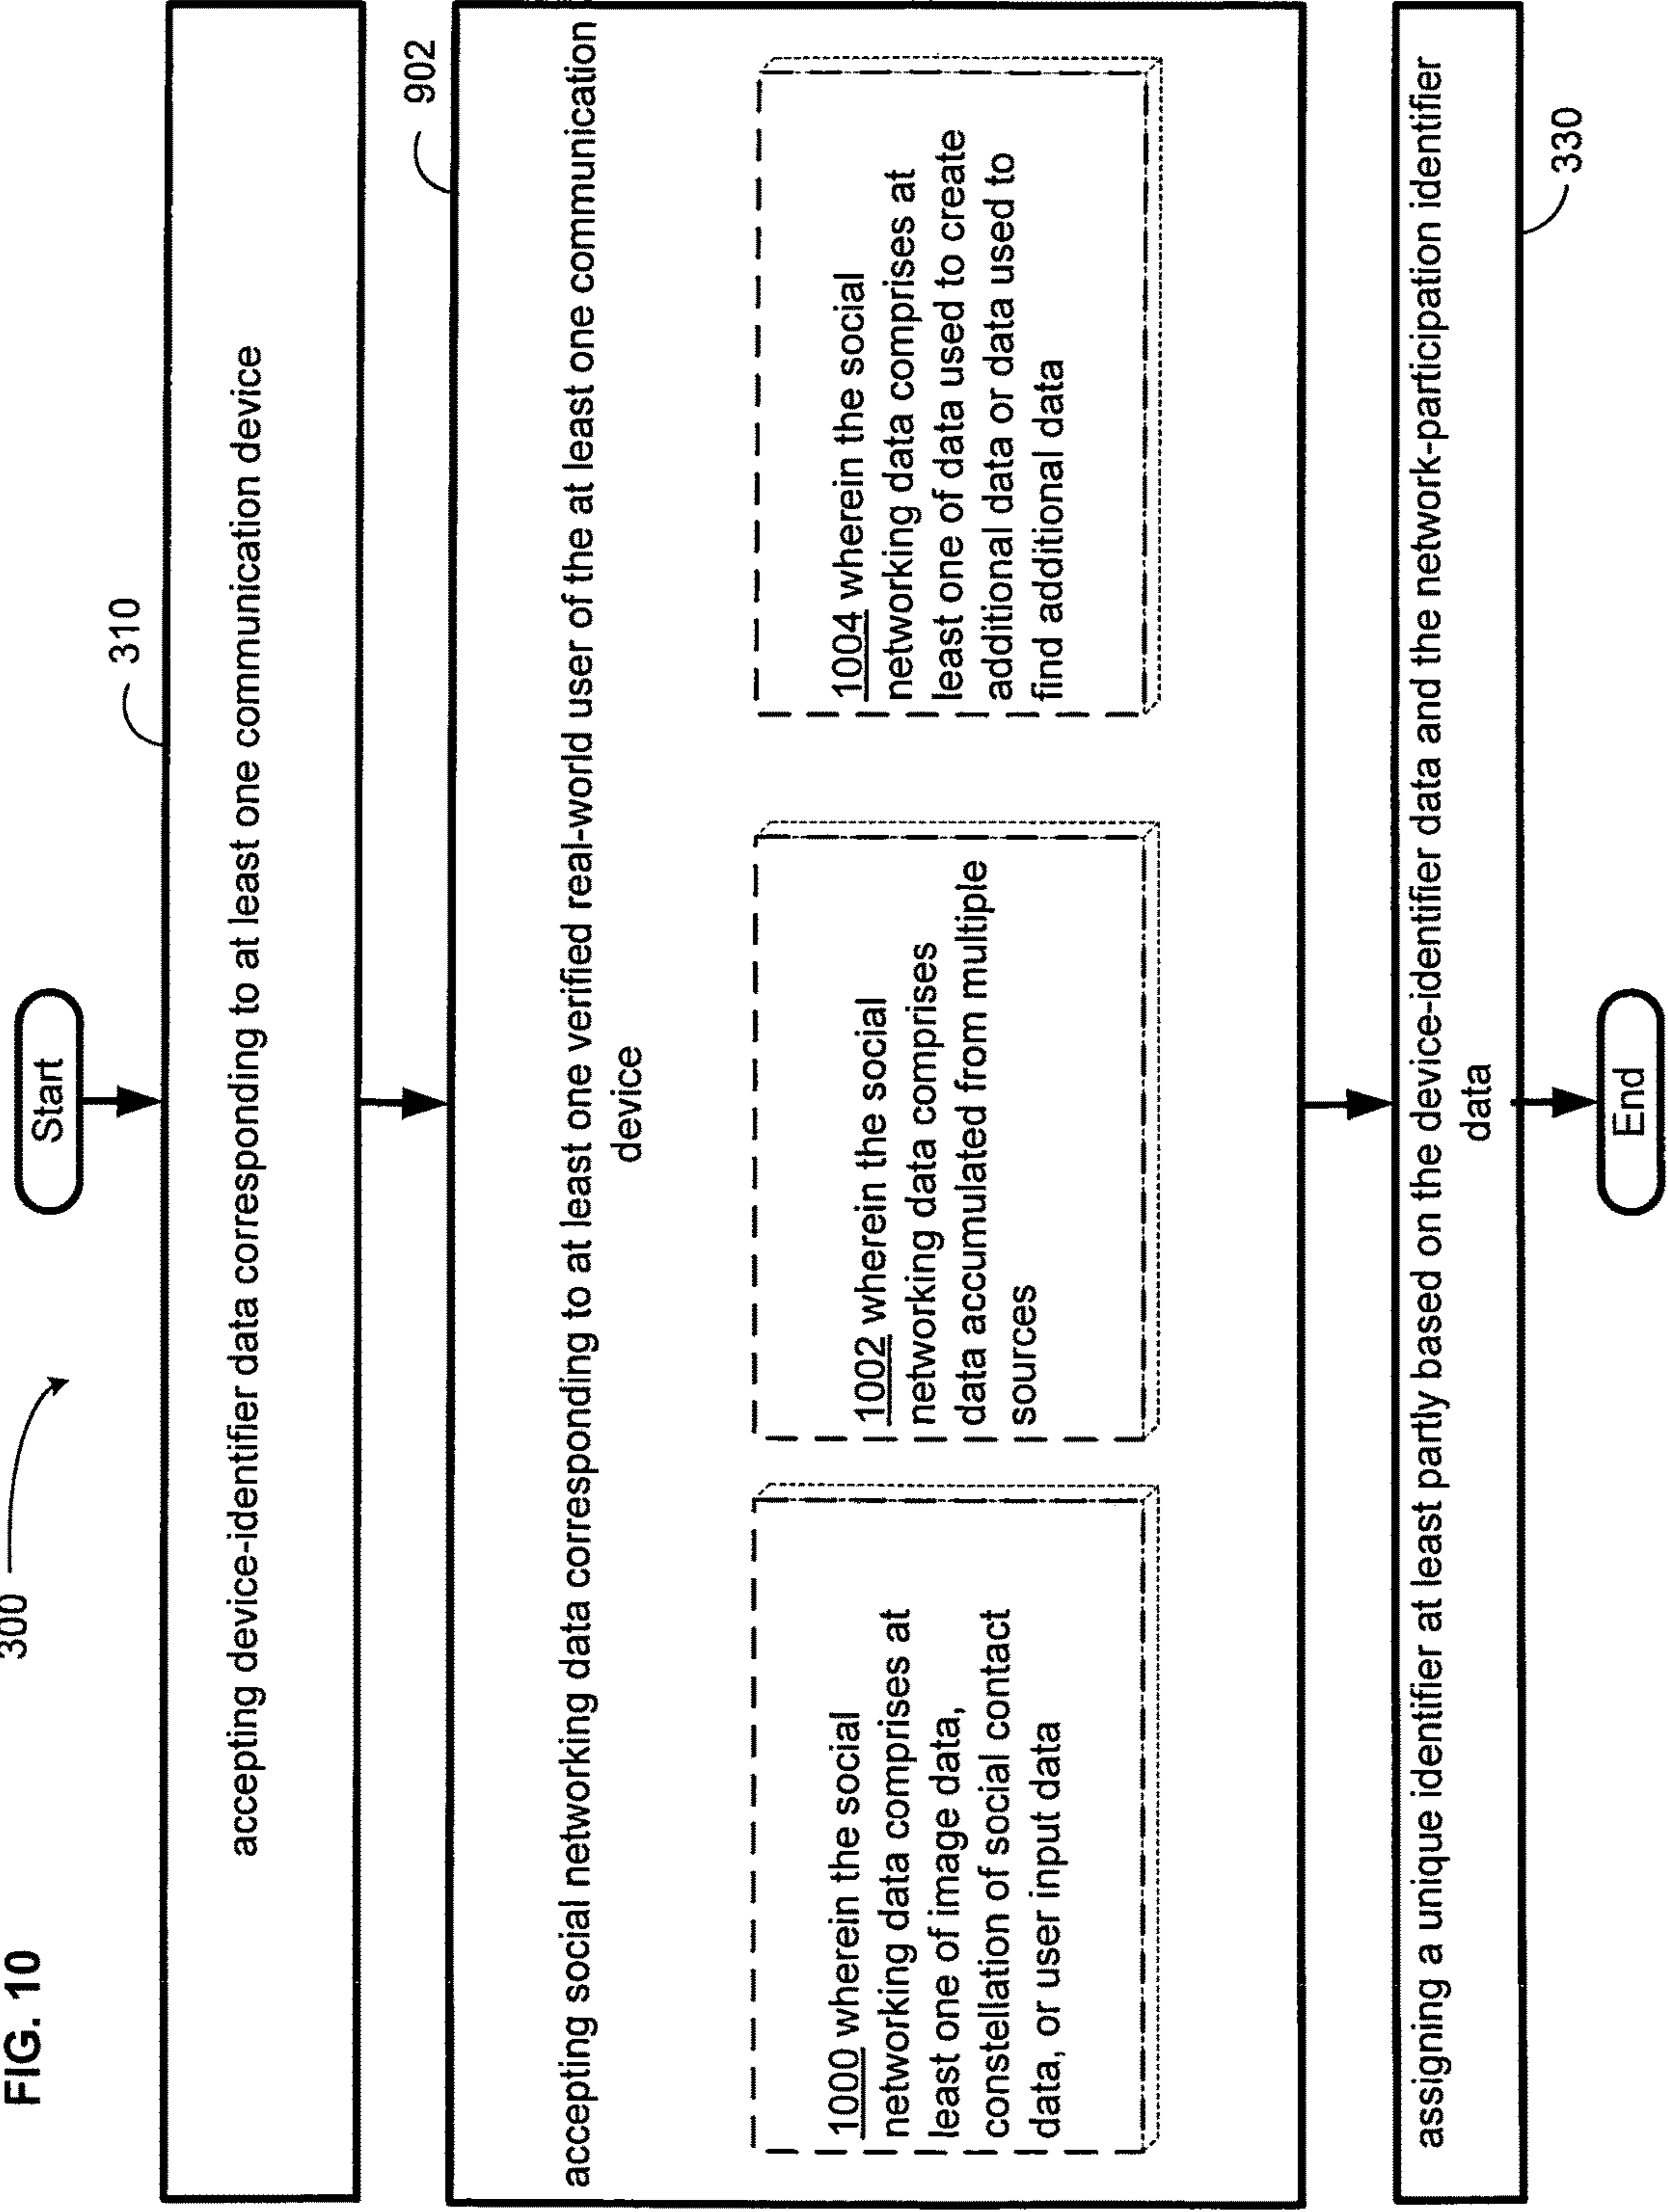 FIG. 10
300
Start
310
accepting device-identifier data corresponding to at least one communication device
902
accepting social networking data corresponding to at least one verified real-world user of the at least one communication
device
1000 wherein the social
networking data comprises at
least one of image data,
constellation of social contact
data, or user input data
1002 wherein the social
networking data comprises
data accumulated from multiple
sources
1004 wherein the social
networking data comprises at
least one of data used to create
additional data or data used to
find additional data
assigning a unique identifier at least partly based on the device-identifier data and the network-participation identifier
data
330
End